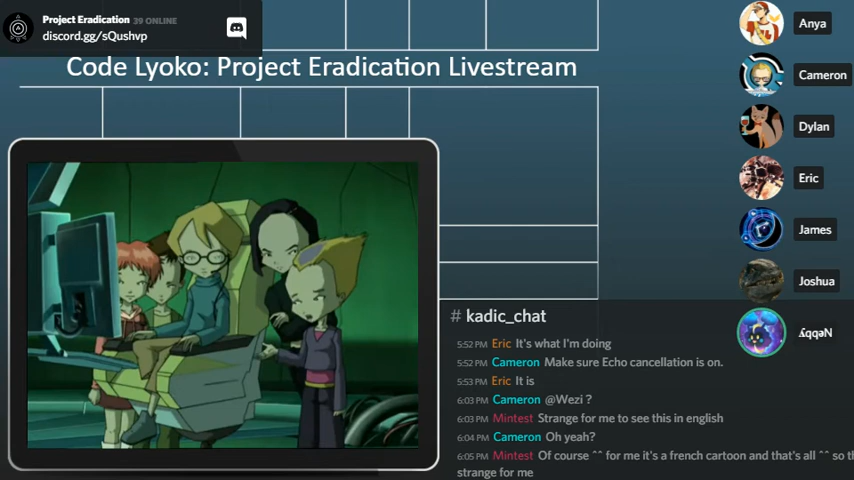 Project Eradication 39 ONLINE
discord.gg/sQushvp
Code Lyoko: Project Eradication Livestream
Anya
Cameron
Dylan
Eric
James
Joshua
# kadic_chat
5:52 PM Eric It's what I'm doing
5:52 PM Cameron Make sure Echo cancellation is on.
5:53 PM Eric It is
6:03 PM Cameron @Wezi ?
6:03 PM Mintest Strange for me to see this in english
6:04 PM Cameron Oh yeah?
6:05 PM Mintest Of course ^^ for me it's a french cartoon and that's all ^^ so th
strange for me